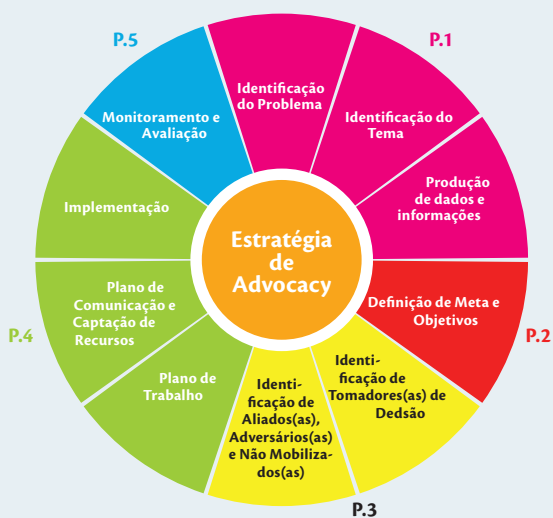 P.5
P.1
Identificação
do Problema
Identificação do
Tema
Produção
de dados e
informações
Definição de Meta e
Objetivos
P.2
Identi-
ficação de
Tomadores(as) de
Dedsão
P.3
Identi-
ficação de
Aliados(as),
Adversários(as)
e Não Mobiliza-
dos(as)
Plano de
Trabalho
P.4
Plano de
Comunicação e
Captação de
Recursos
Implementação
Monitoramento e
Avaliação
Estratégia
de
Advocacy